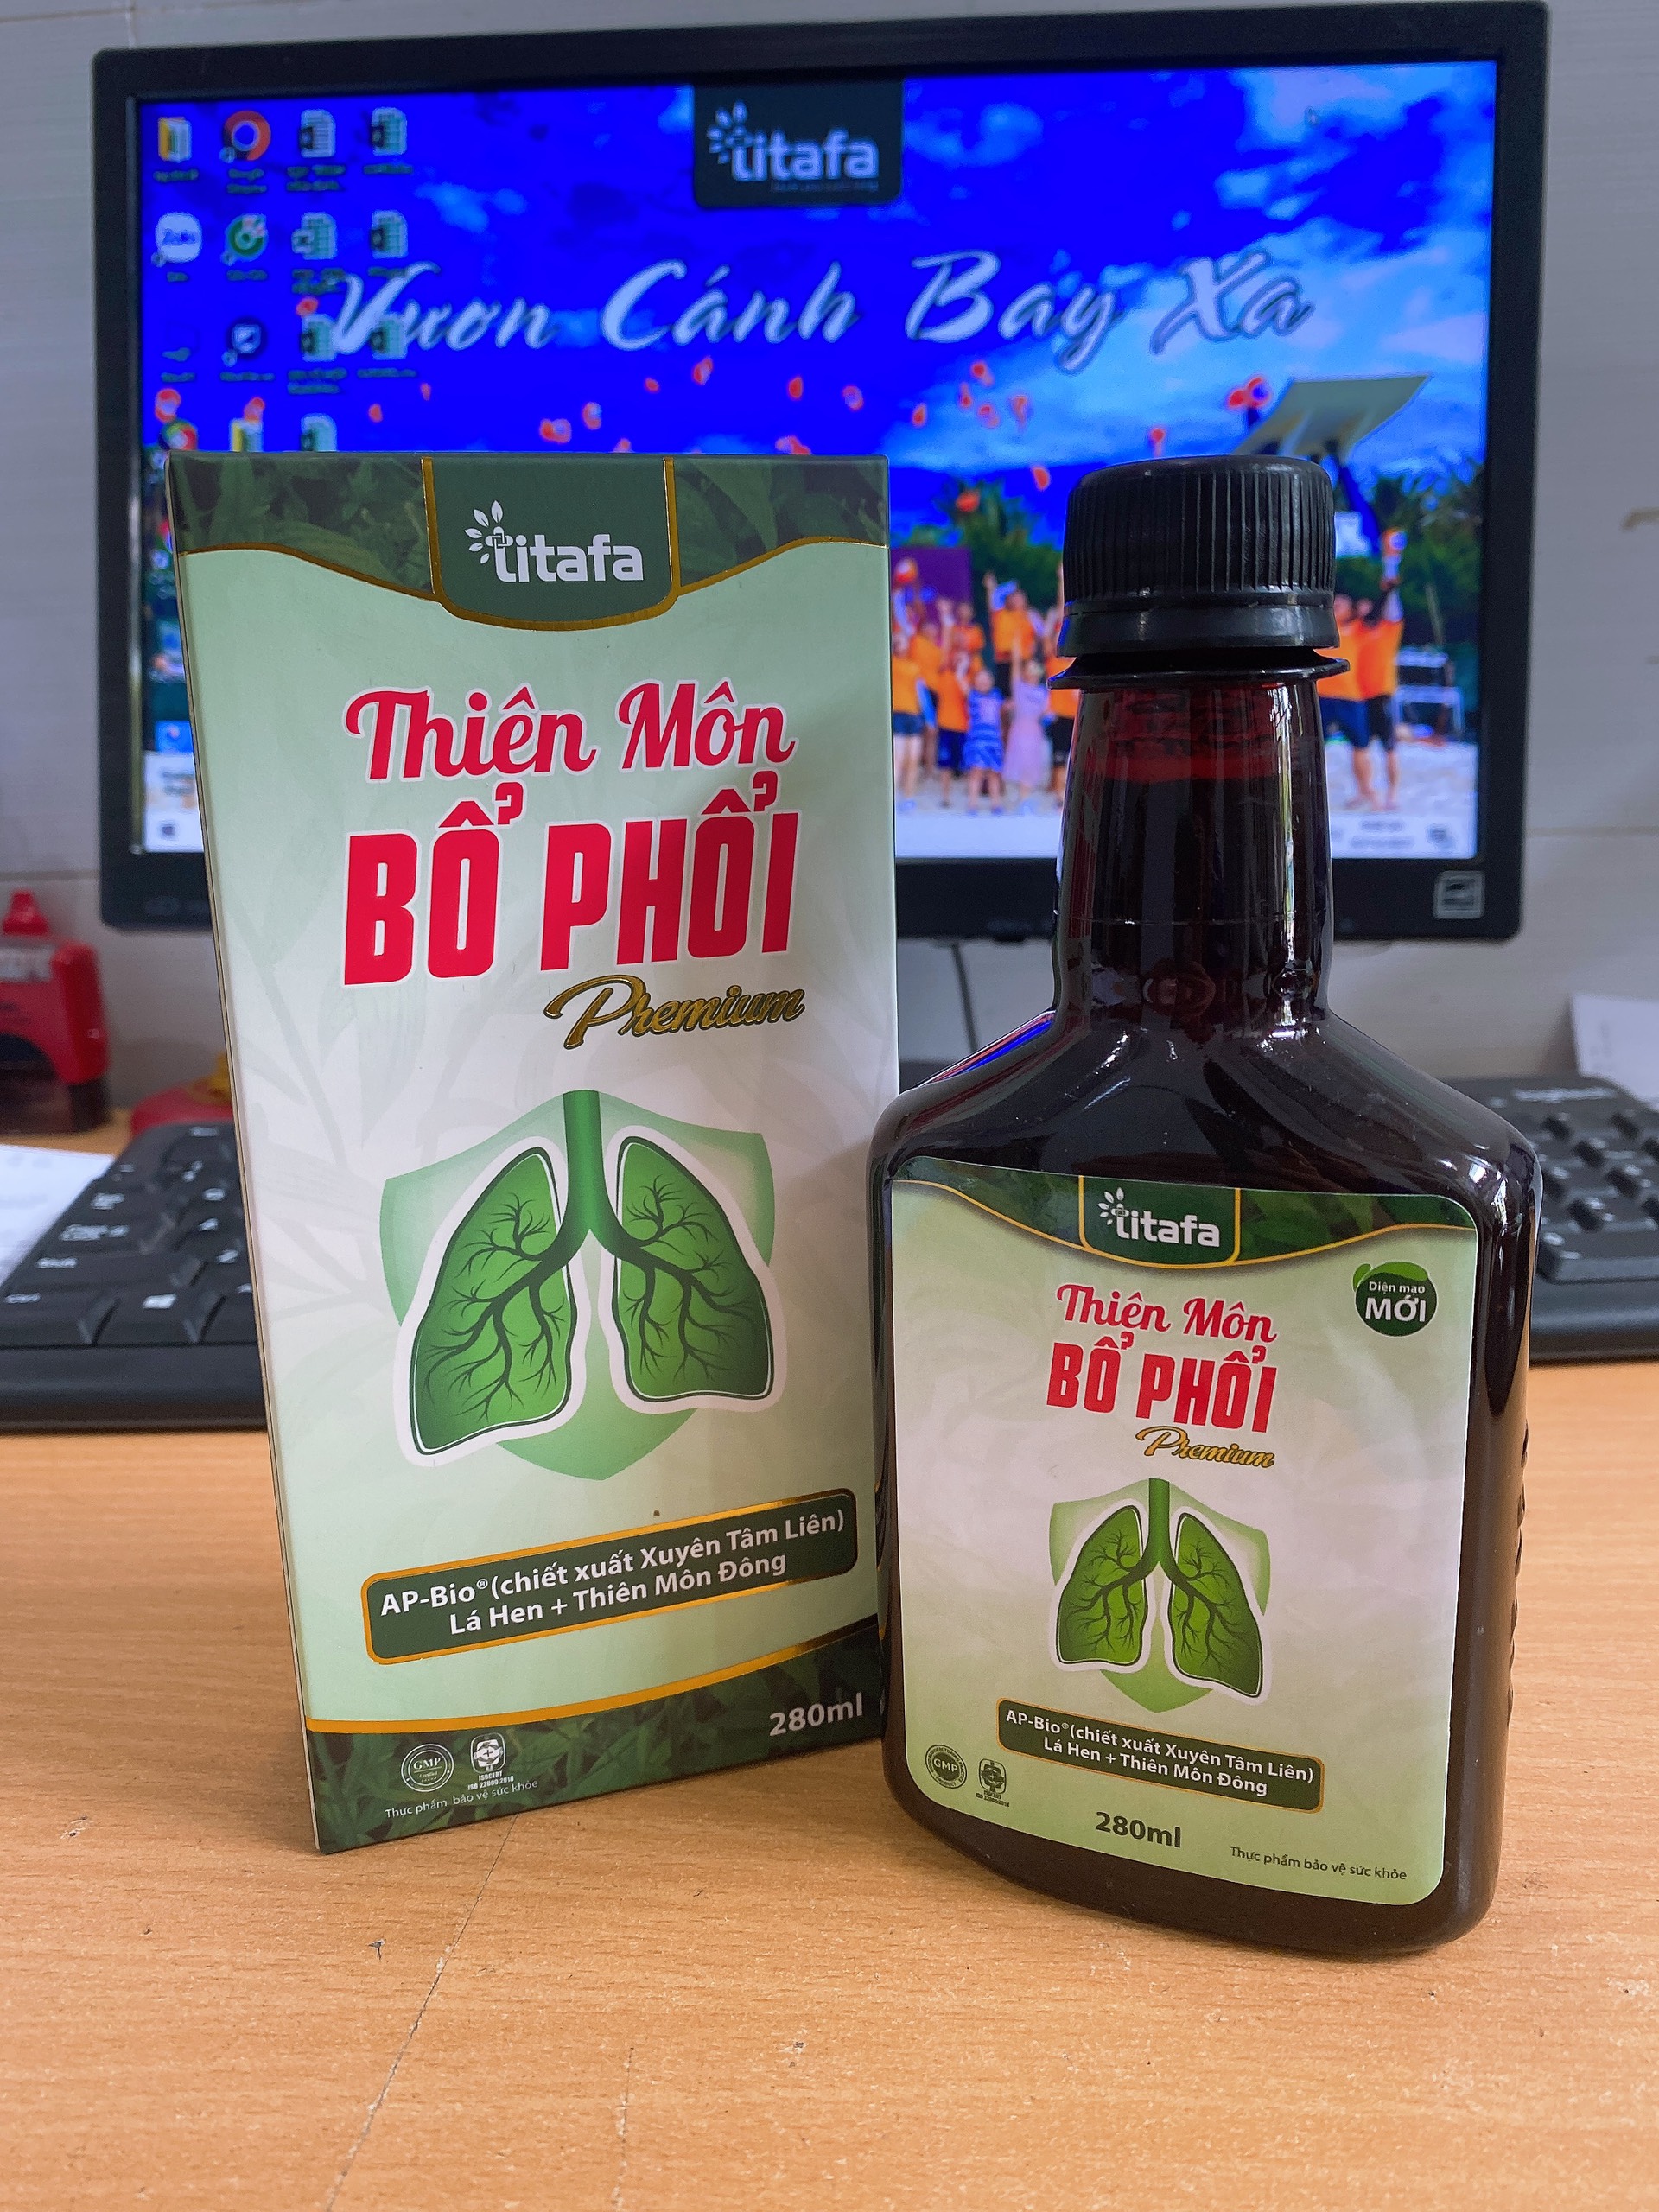 titafa
Vươn Cánh Bay Xa
Zalo
titafa
Thiên Môn
BỔ PHỔI
Premium
AP-Bio®(chiết xuất Xuyên Tâm Liên)
Lá Hen + Thiên Môn Đông
280ml
GMP
ISOCERT
ISO 22000:2018
Thực phẩm bảo vệ sức khỏe
titafa
Diện mạo
MỚI
Thiên Môn
BỔ PHỔI
Premium
AP-Bio®(chiết xuất Xuyên Tâm Liên)
Lá Hen + Thiên Môn Đông
GMP
280ml
Thực phẩm bảo vệ sức khỏe